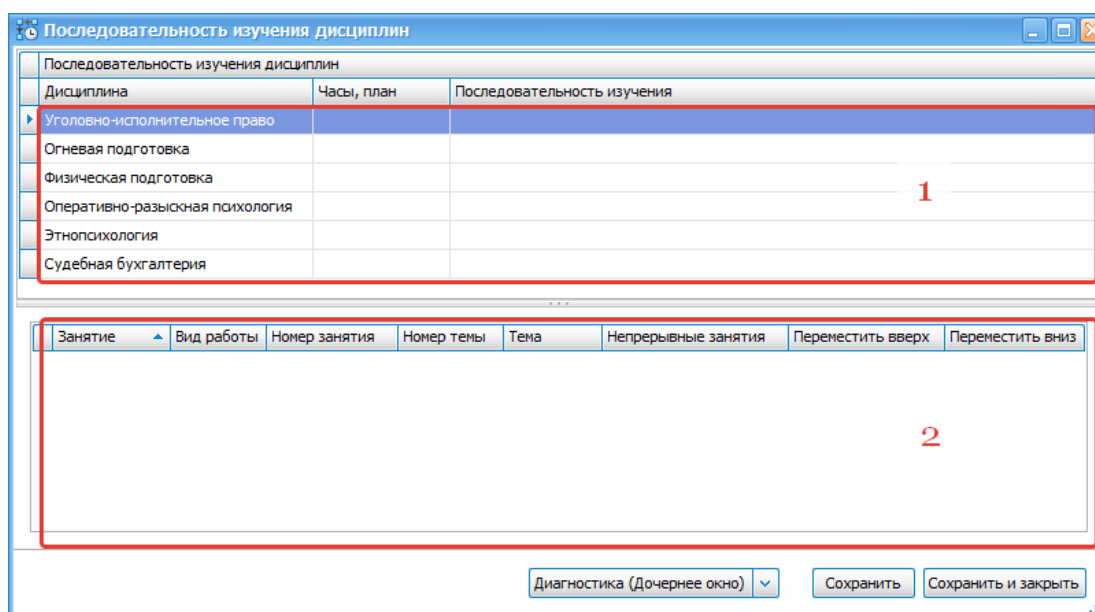 Последовательность изучения дисциплин
Последовательность изучения дисциплин
Дисциплина Часы, план Последовательность изучения
Уголовно-исполнительное право
Огневая подготовка
Физическая подготовка
1
Оперативно-разыскная психология
Этнопсихология
Судебная бухгалтерия
Занятие Вид работы Номер занятия Номер темы Тема Непрерывные занятия Переместить вверх Переместить вниз
2
Диагностика (Дочернее окно) Сохранить Сохранить и закрыть